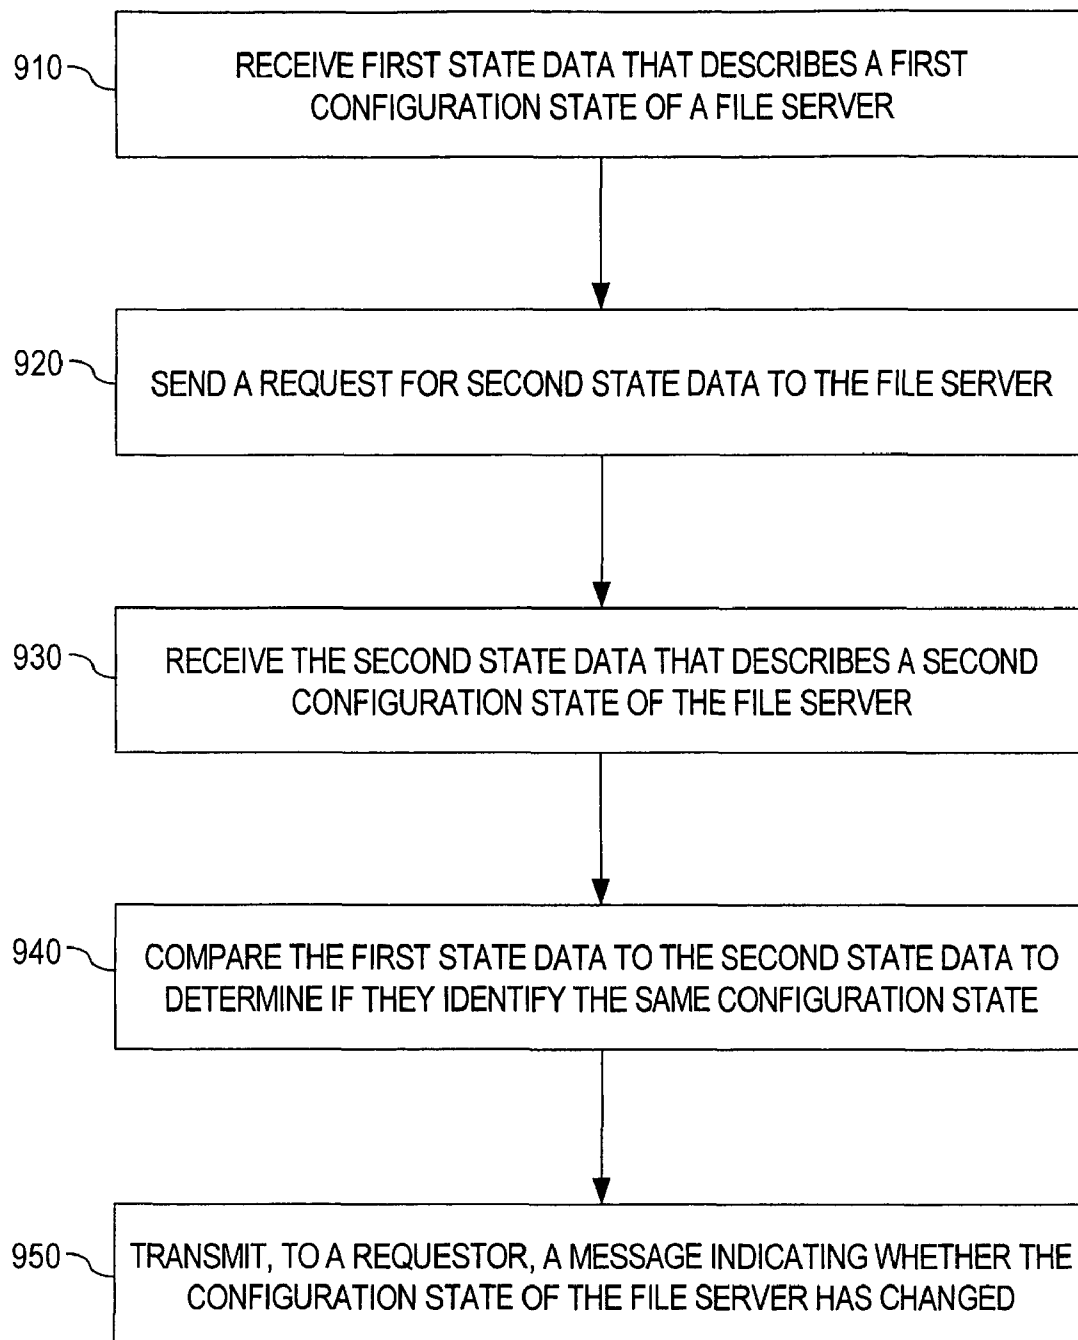 910
RECEIVE FIRST STATE DATA THAT DESCRIBES A FIRST
CONFIGURATION STATE OF A FILE SERVER
920
SEND A REQUEST FOR SECOND STATE DATA TO THE FILE SERVER
930
RECEIVE THE SECOND STATE DATA THAT DESCRIBES A SECOND
CONFIGURATION STATE OF THE FILE SERVER
940
COMPARE THE FIRST STATE DATA TO THE SECOND STATE DATA TO
DETERMINE IF THEY IDENTIFY THE SAME CONFIGURATION STATE
950
TRANSMIT, TO A REQUESTOR, A MESSAGE INDICATING WHETHER THE
CONFIGURATION STATE OF THE FILE SERVER HAS CHANGED